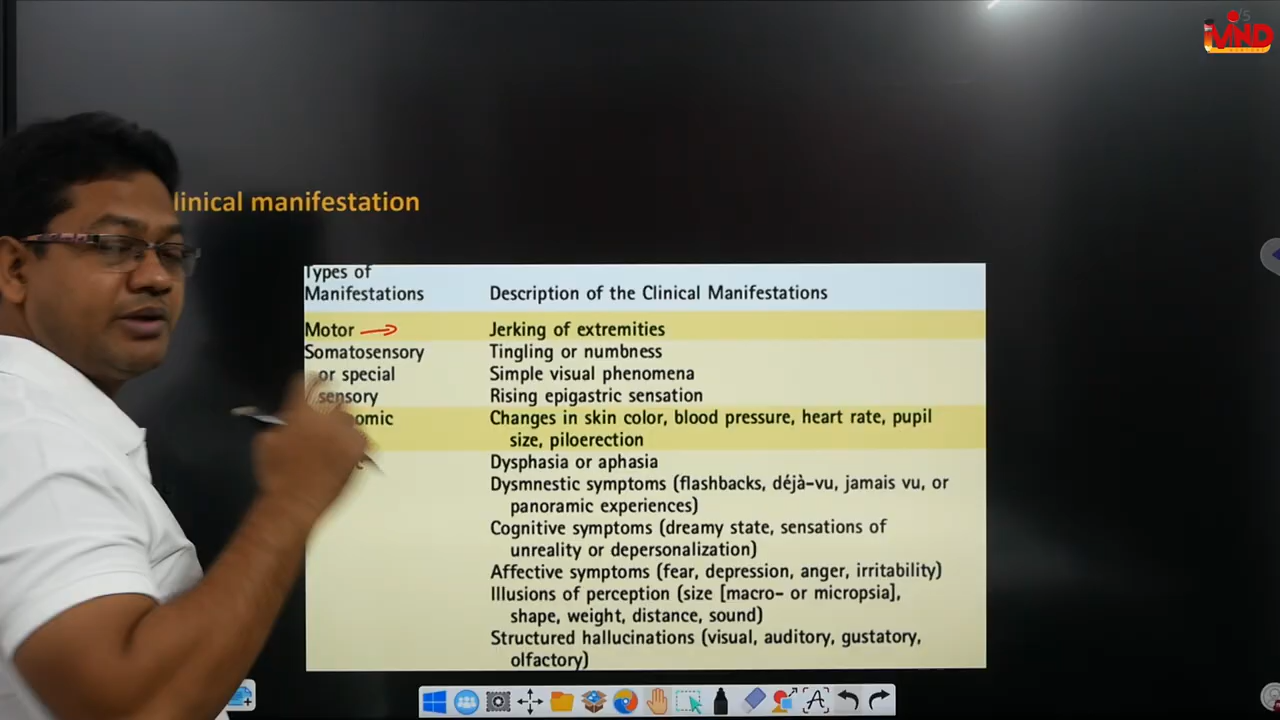 linical manifestation
Types of
Manifestations Description of the Clinical Manifestations
Motor Jerking of extremities
Somatosensory Tingling or numbness
or special Simple visual phenomena
sensory Rising epigastric sensation
omic Changes in skin color, blood pressure, heart rate, pupil
size, piloerection
Dysphasia or aphasia
Dysmnestic symptoms (flashbacks, déjà-vu, jamais vu, or
panoramic experiences)
Cognitive symptoms (dreamy state, sensations of
unreality or depersonalization)
Affective symptoms (fear, depression, anger, irritability)
Illusions of perception (size [macro- or micropsia],
shape, weight, distance, sound)
Structured hallucinations (visual, auditory, gustatory,
olfactory)